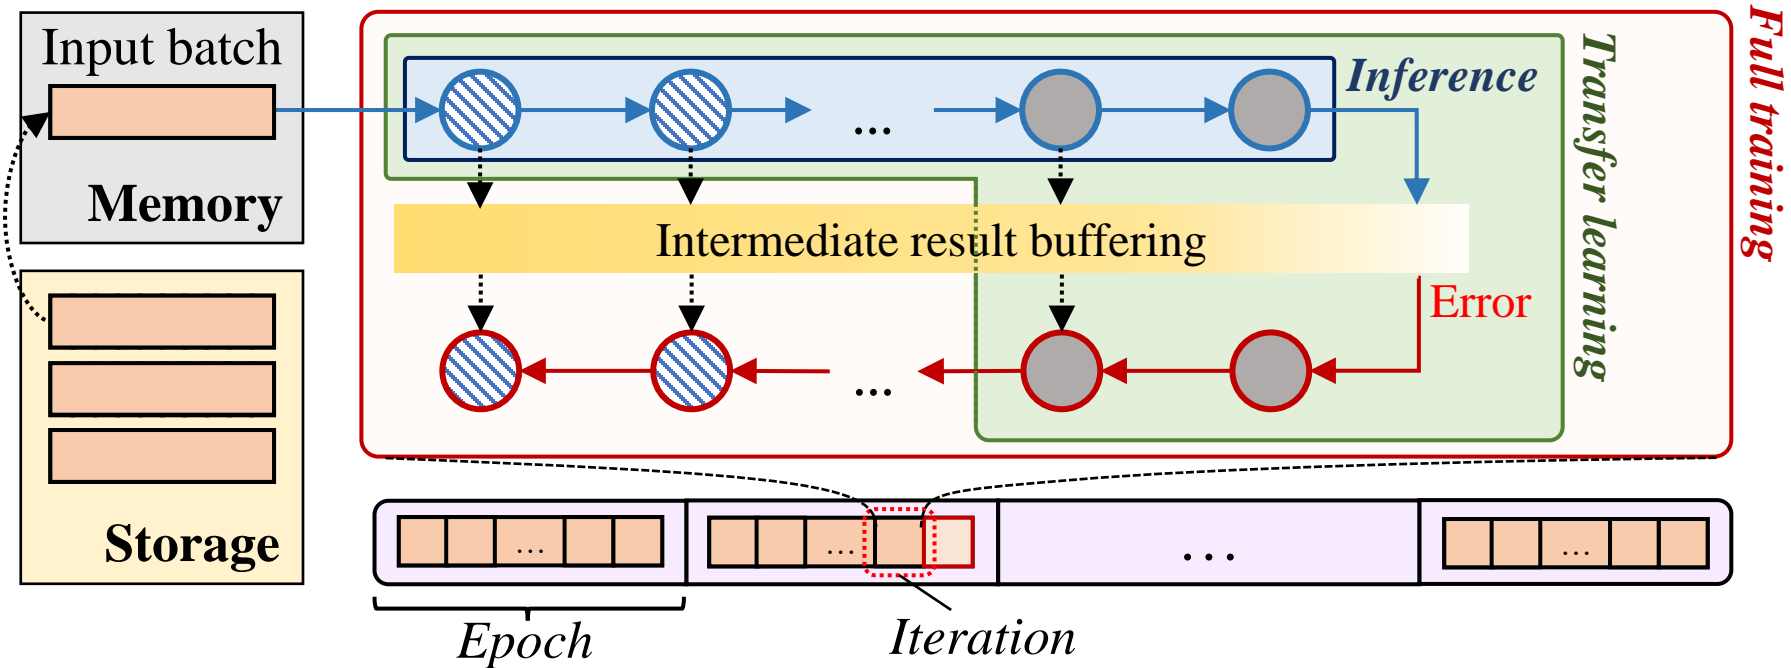 Input batch
Memory
Storage
Inference
...
Intermediate result buffering
Error
...
Transfer learning
Full training
...
...
...
...
Epoch
Iteration